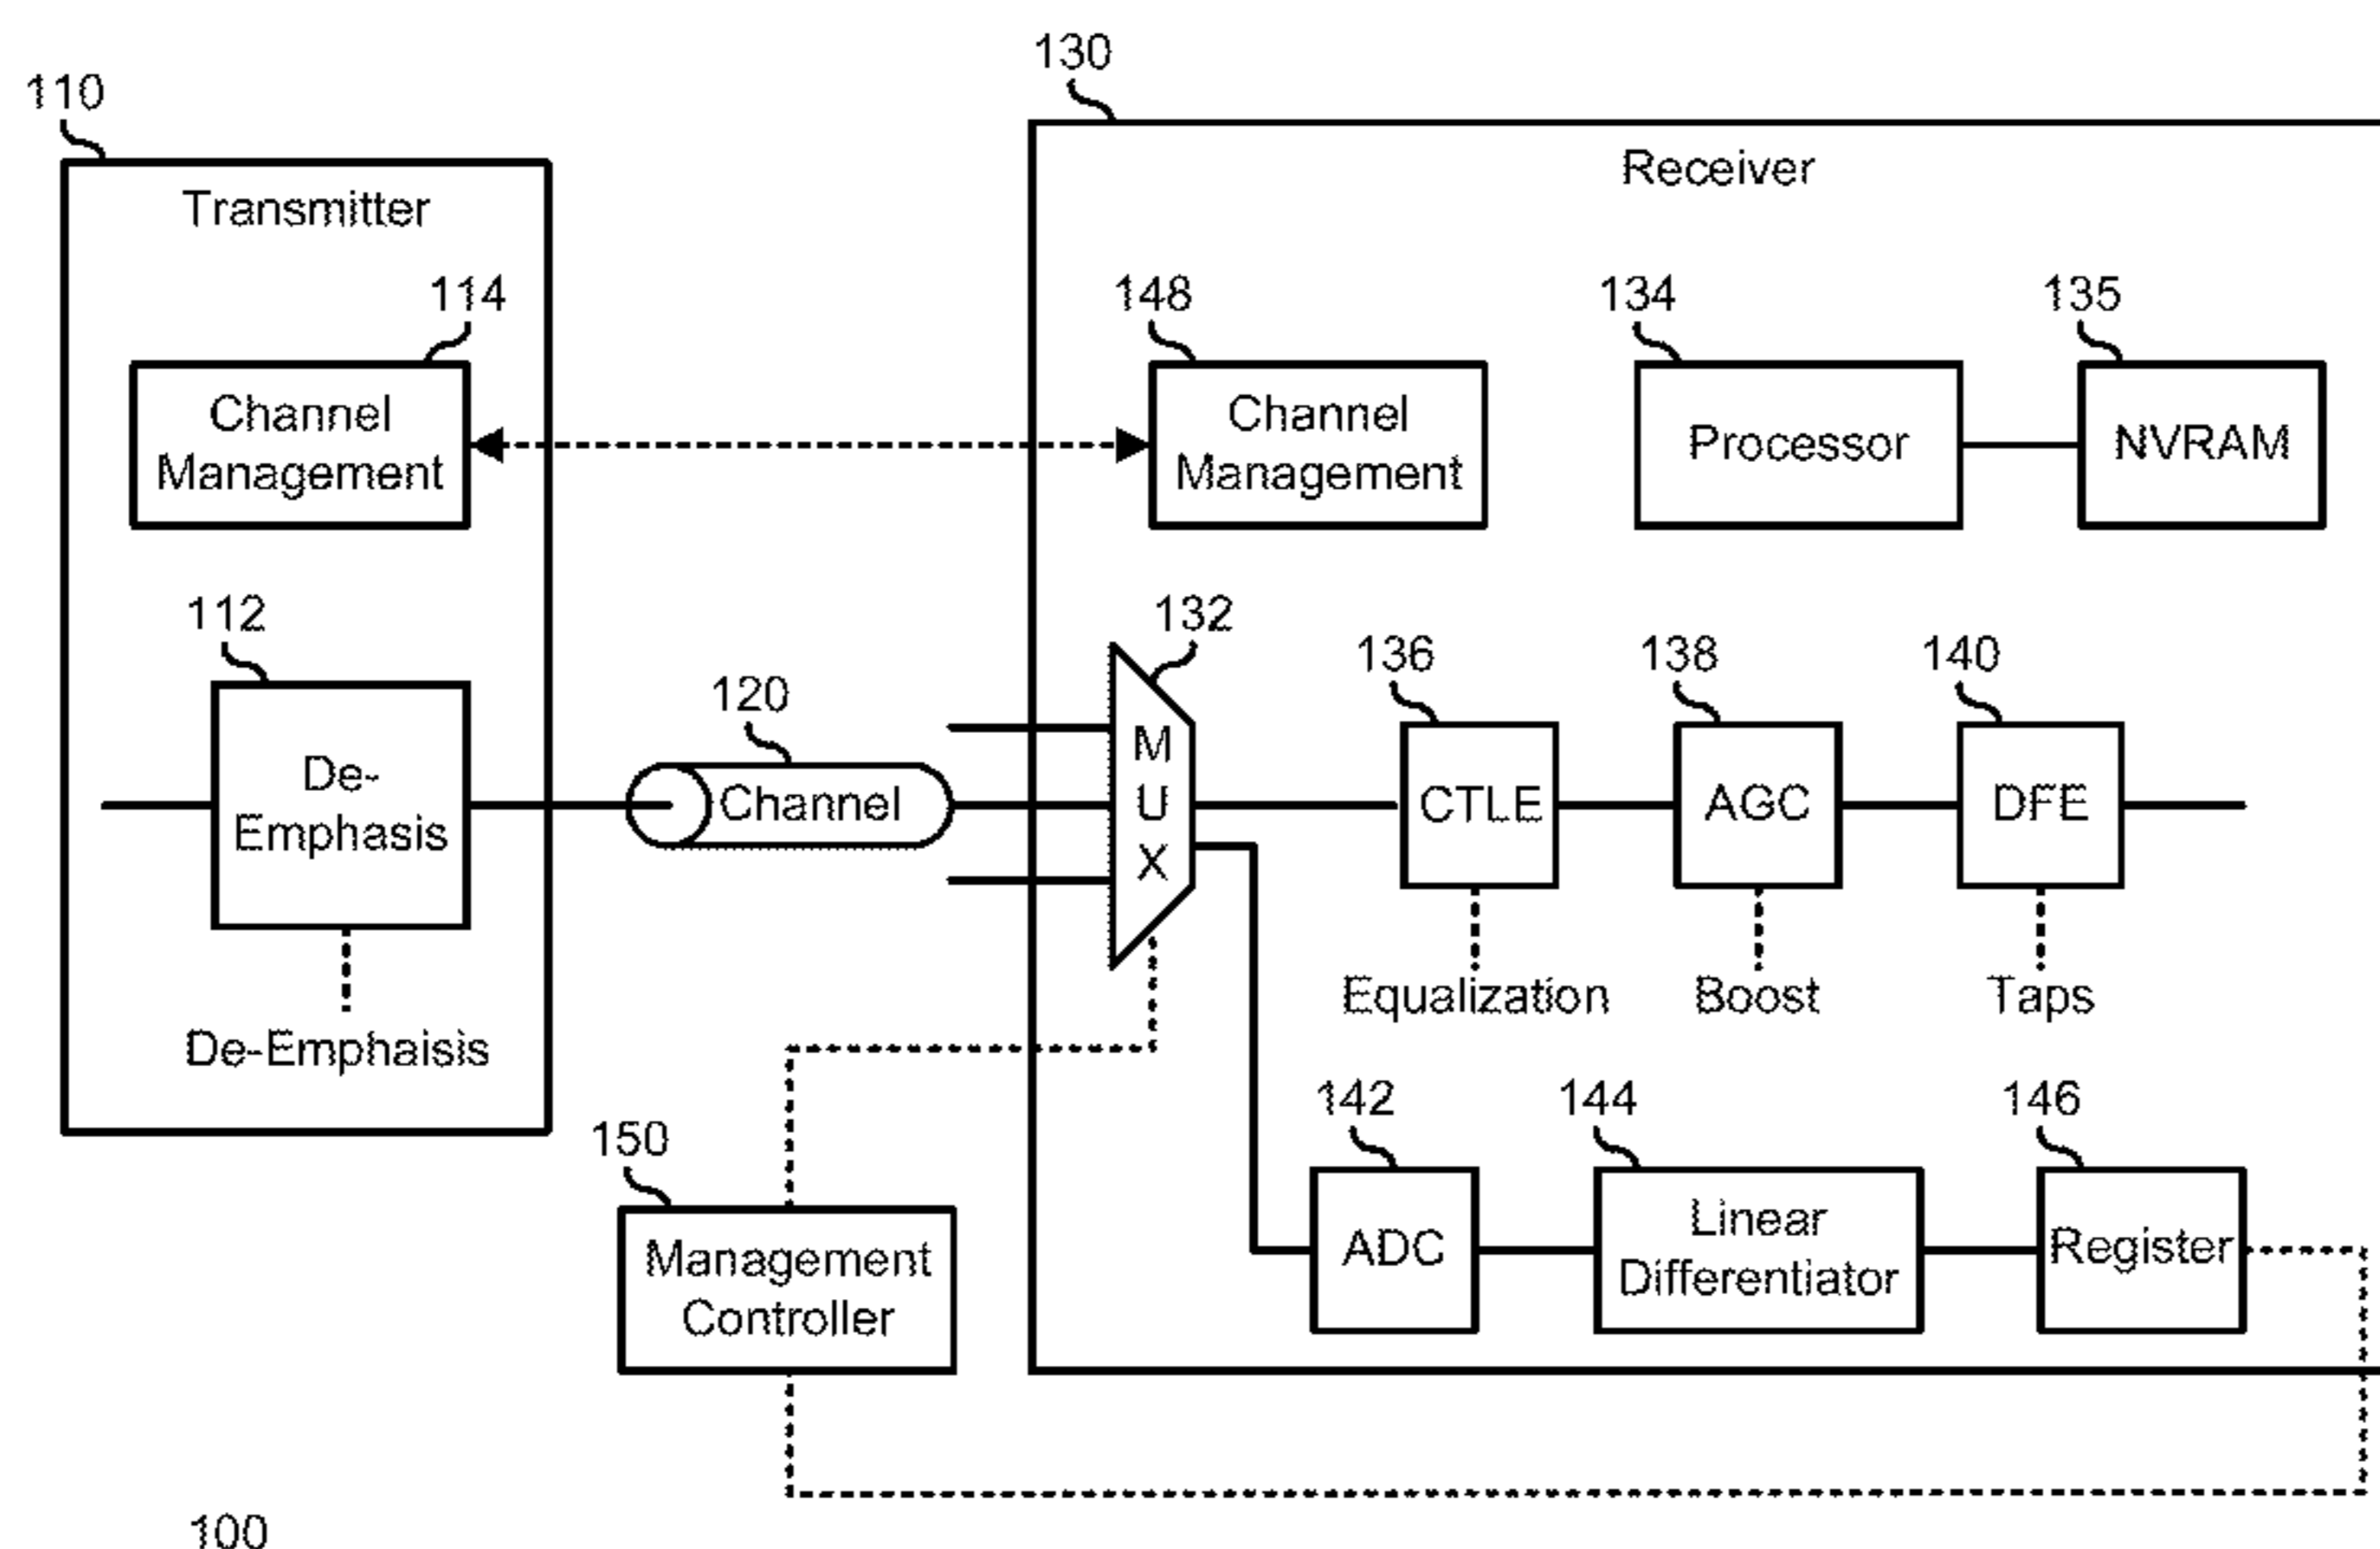 130
110
Receiver
Transmitter
114
148
134
135
Channel
Management
Channel
Management
Processor
NVRAM
112
132
136
138
140
120
De-
Emphasis
Channel
M
U
X
CTLE
AGC
DFE
Equalization
Boost
Taps
De-Emphaisis
142
144
146
150
Management
Controller
ADC
Linear
Differentiator
Register
100